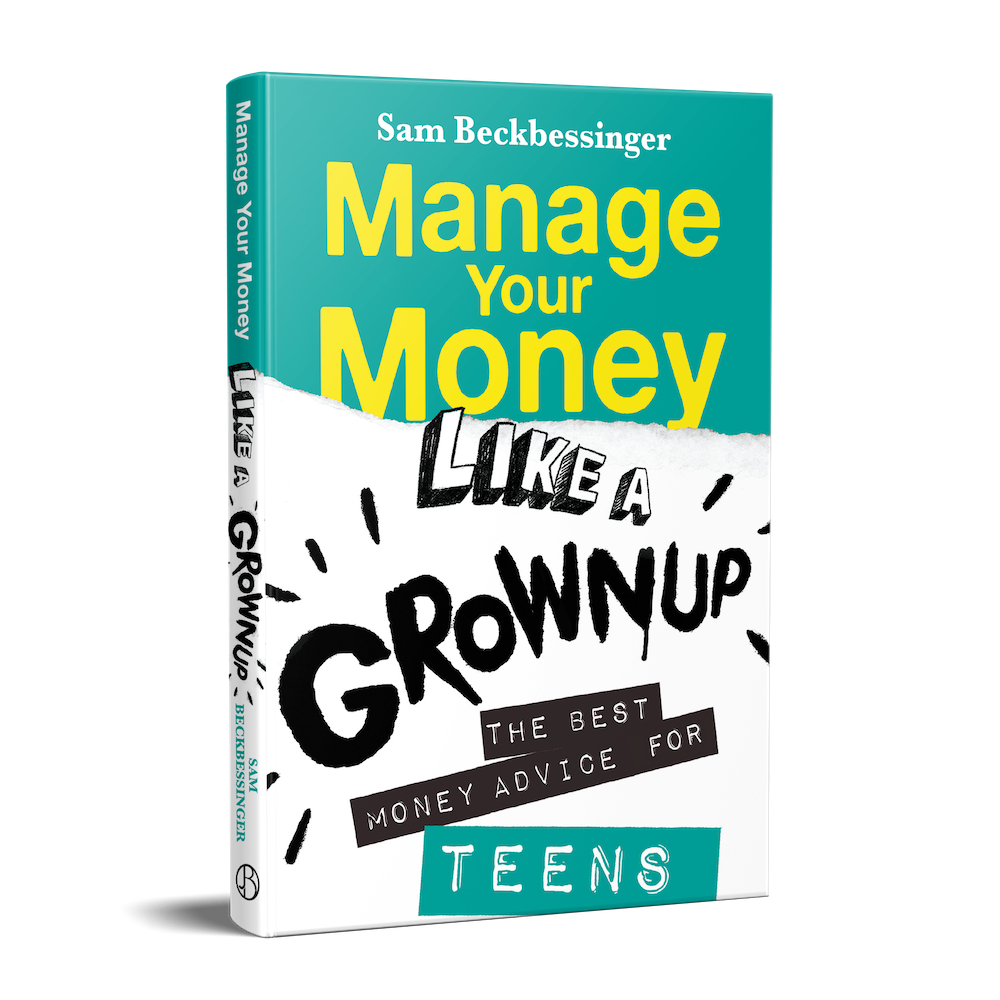 Sam Beckbessinger
Manage
Your
Money
LIKE A
GROWNUP
THE BEST
MONEY ADVICE FOR
TEENS
Manage Your Money
LIKE A
GROWNUP
SAM
BECKBESSINGER